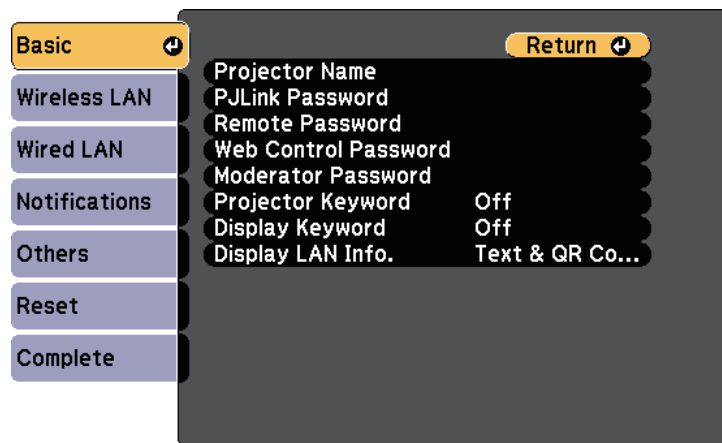 Basic
Wireless LAN
Wired LAN
Notifications
Others
Reset
Complete
Return
Projector Name
PJLink Password
Remote Password
Web Control Password
Moderator Password
Projector Keyword Off
Display Keyword Off
Display LAN Info. Text & QR Co...